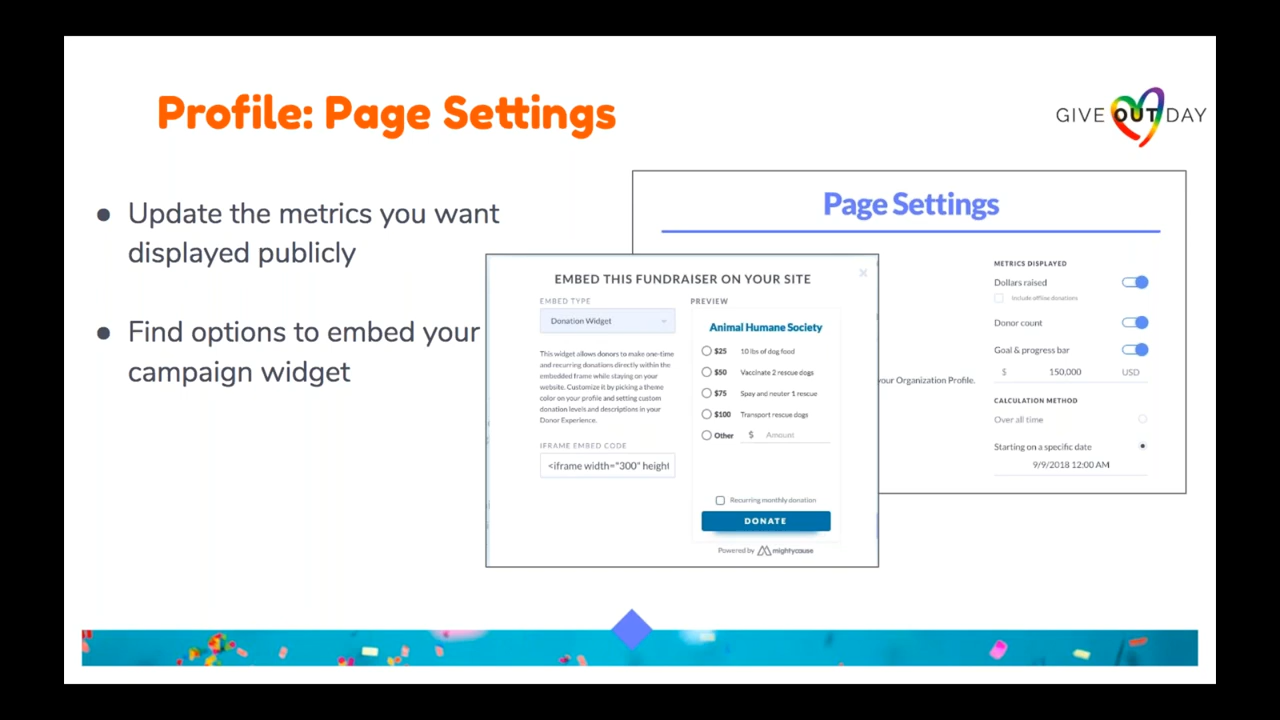 Profile: Page Settings
GIVE OUT DAY
● Update the metrics you want
displayed publicly
● Find options to embed your
campaign widget
Page Settings
METRICS DISPLAYED
Dollars raised
Include offline donations
Donor count
Goal & progress bar
$ 150,000 USD
your Organization Profile.
CALCULATION METHOD
Over all time
Starting on a specific date
9/9/2018 12:00 AM
EMBED THIS FUNDRAISER ON YOUR SITE
EMBED TYPE
Donation Widget
This widget allows donors to make one-time
and recurring donations directly within the
embedded frame while staying on your
website. Customize it by picking a theme
color on your profile and setting custom
donation levels and descriptions in your
Donor Experience.
IFRAME EMBED CODE
<iframe width="300" height
PREVIEW
Animal Humane Society
$25 10 lbs of dog food
$50 Vaccinate 2 rescue dogs
$75 Spay and neuter 1 rescue
$100 Transport rescue dogs
Other $ Amount
Recurring monthly donation
DONATE
Powered by mightycause